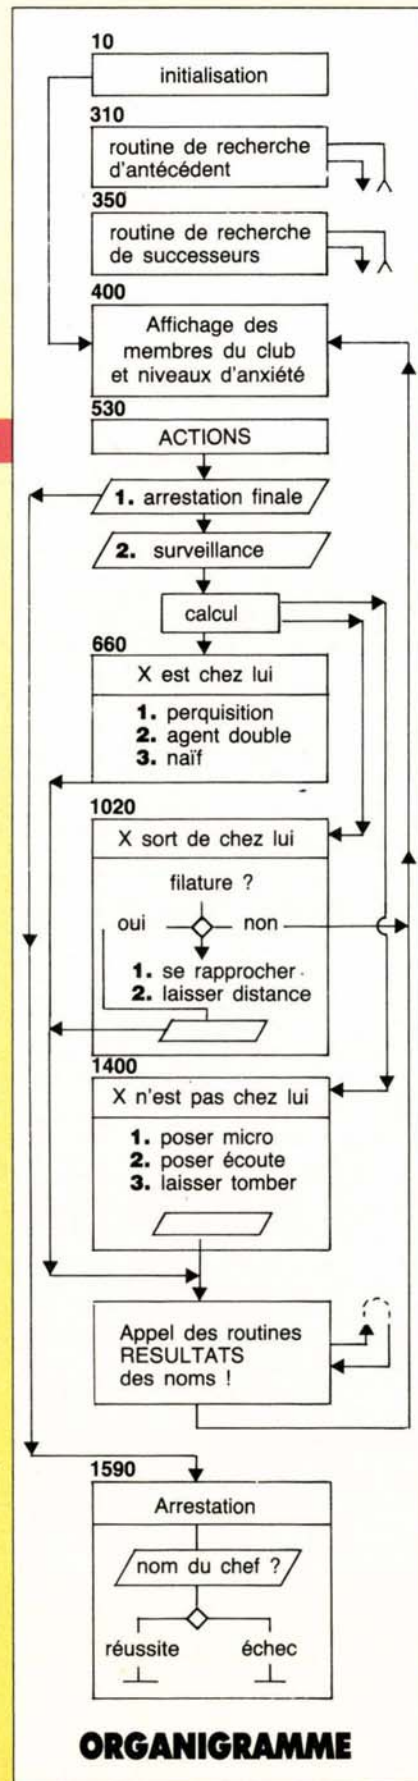 10
initialisation
310
routine de recherche
d'antécédent
350
routine de recherche
de successeurs
400
Affichage des
membres du club
et niveaux d'anxiété
530
ACTIONS
1. arrestation finale
2. surveillance
calcul
660
X est chez lui
1. perquisition
2. agent double
3. naïf
1020
X sort de chez lui
filature ?
oui non
1. se rapprocher
2. laisser distance
1400
X n'est pas chez lui
1. poser micro
2. poser écoute
3. laisser tomber
Appel des routines
RESULTATS
des noms !
1590
Arrestation
nom du chef ?
réussite échec
ORGANIGRAMME